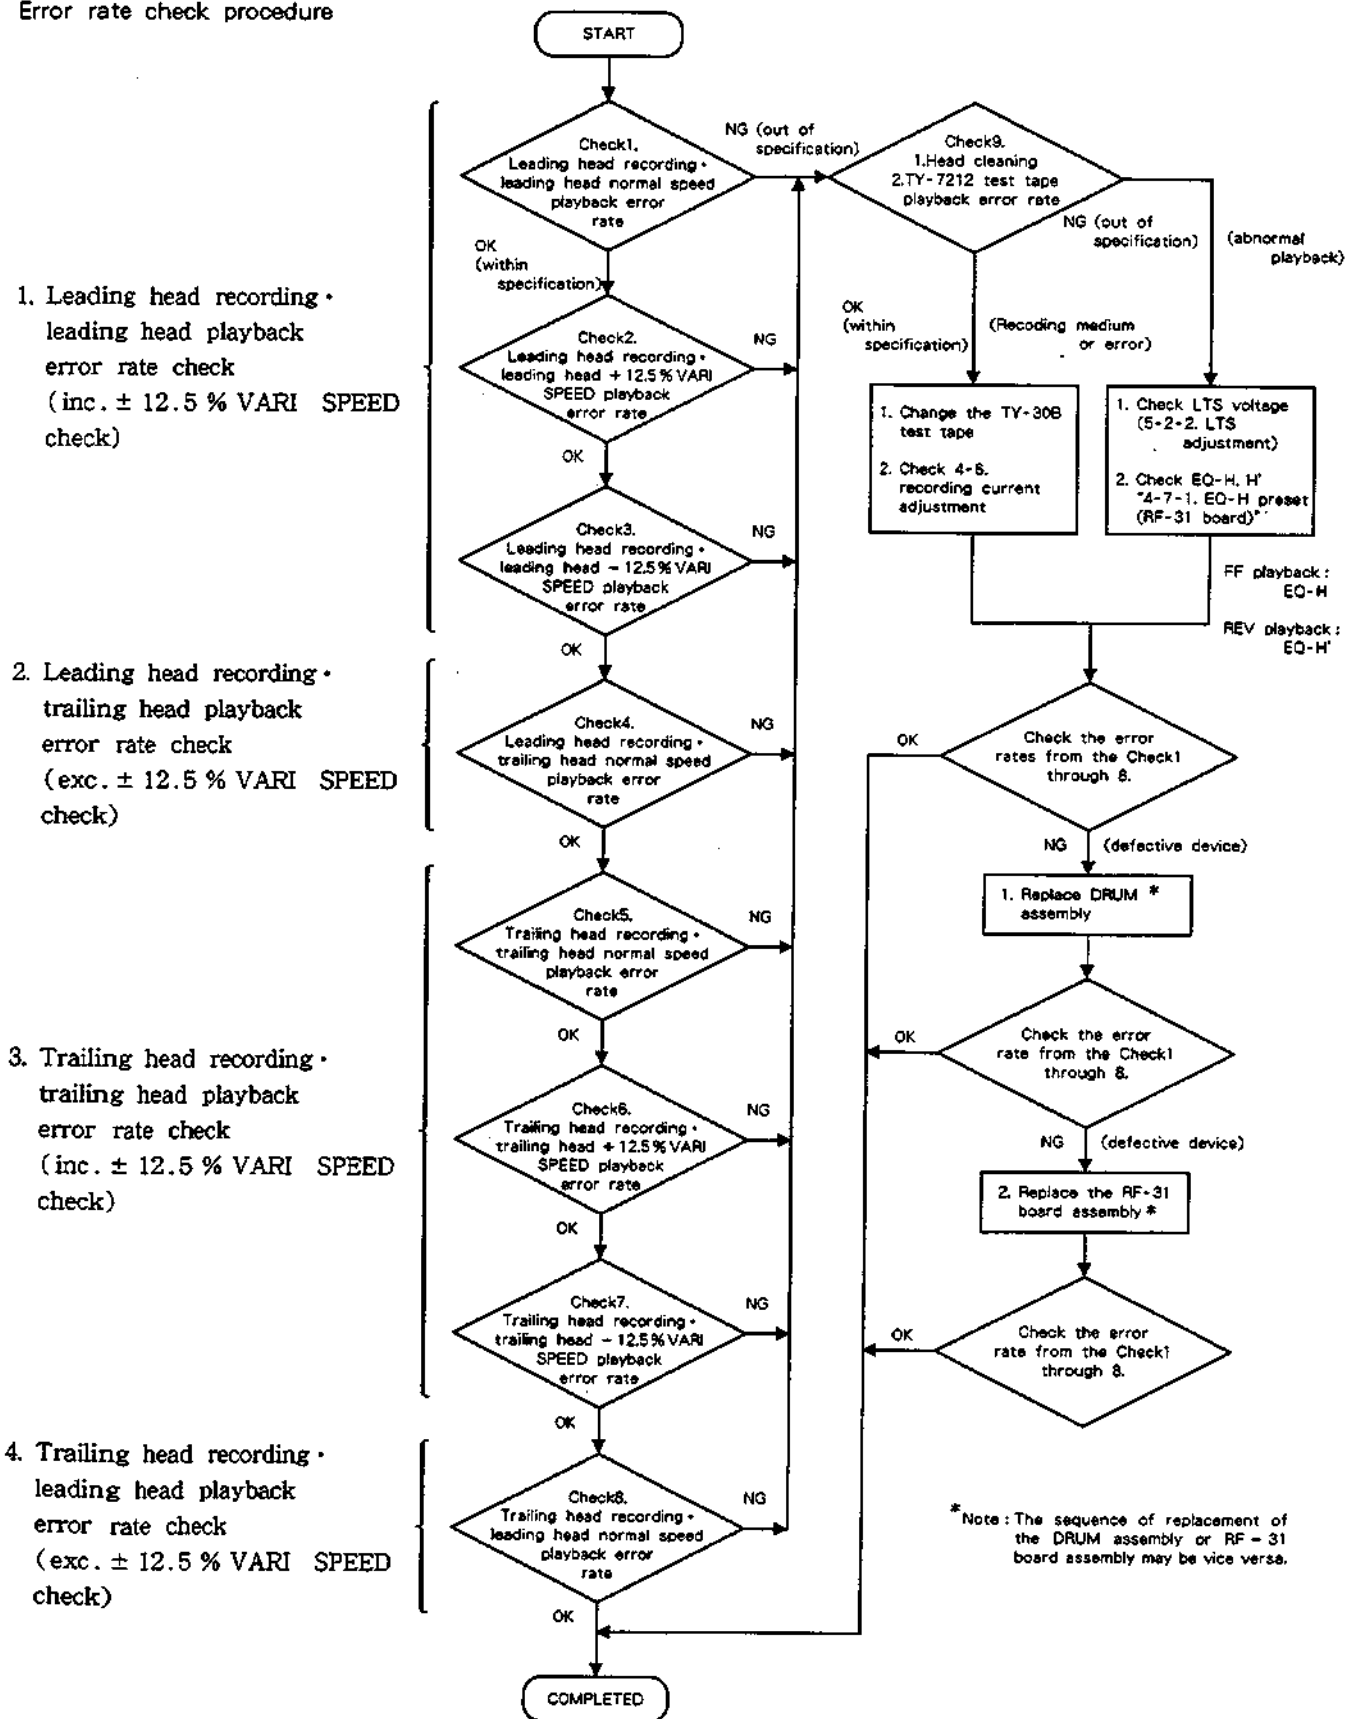 Error rate check procedure
START
1. Leading head recording・
leading head playback
error rate check
(inc. ± 12.5 % VARI SPEED
check)
Check1.
Leading head recording・
leading head normal speed
playback error
rate
NG (out of
specification)
OK
(within
specification)
Check2.
Leading head recording・
leading head + 12.5 % VARI
SPEED playback
error rate
NG
OK
Check3.
Leading head recording・
leading head − 12.5 % VARI
SPEED playback
error rate
NG
OK
2. Leading head recording・
trailing head playback
error rate check
(exc. ± 12.5 % VARI SPEED
check)
Check4.
Leading head recording・
trailing head normal speed
playback error
rate
NG
OK
3. Trailing head recording・
trailing head playback
error rate check
(inc. ± 12.5 % VARI SPEED
check)
Check5.
Trailing head recording・
trailing head normal speed
playback error
rate
NG
OK
Check6.
Trailing head recording・
trailing head + 12.5 % VARI
SPEED playback
error rate
NG
OK
Check7.
Trailing head recording・
trailing head − 12.5 % VARI
SPEED playback
error rate
NG
OK
4. Trailing head recording・
leading head playback
error rate check
(exc. ± 12.5 % VARI SPEED
check)
Check8.
Trailing head recording・
leading head normal speed
playback error
rate
NG
OK
COMPLETED
Check9.
1.Head cleaning
2.TY-7212 test tape
playback error rate
NG (out of
specification)
(abnormal
playback)
OK
(within
specification)
(Recoding medium
or error)
1. Change the TY-30B
test tape
2. Check 4-6.
recording current
adjustment
1. Check LTS voltage
(5-2-2. LTS
adjustment)
2. Check EQ-H, H'
"4-7-1. EQ-H preset
(RF-31 board)"
FF playback :
EQ-H
REV playback :
EQ-H'
Check the error
rates from the Check1
through 8.
OK
NG (defective device)
1. Replace DRUM *
assembly
Check the error
rate from the Check1
through 8.
OK
NG (defective device)
2. Replace the RF-31
board assembly *
Check the error
rate from the Check1
through 8.
OK
*Note : The sequence of replacement of
the DRUM assembly or RF - 31
board assembly may be vice versa.